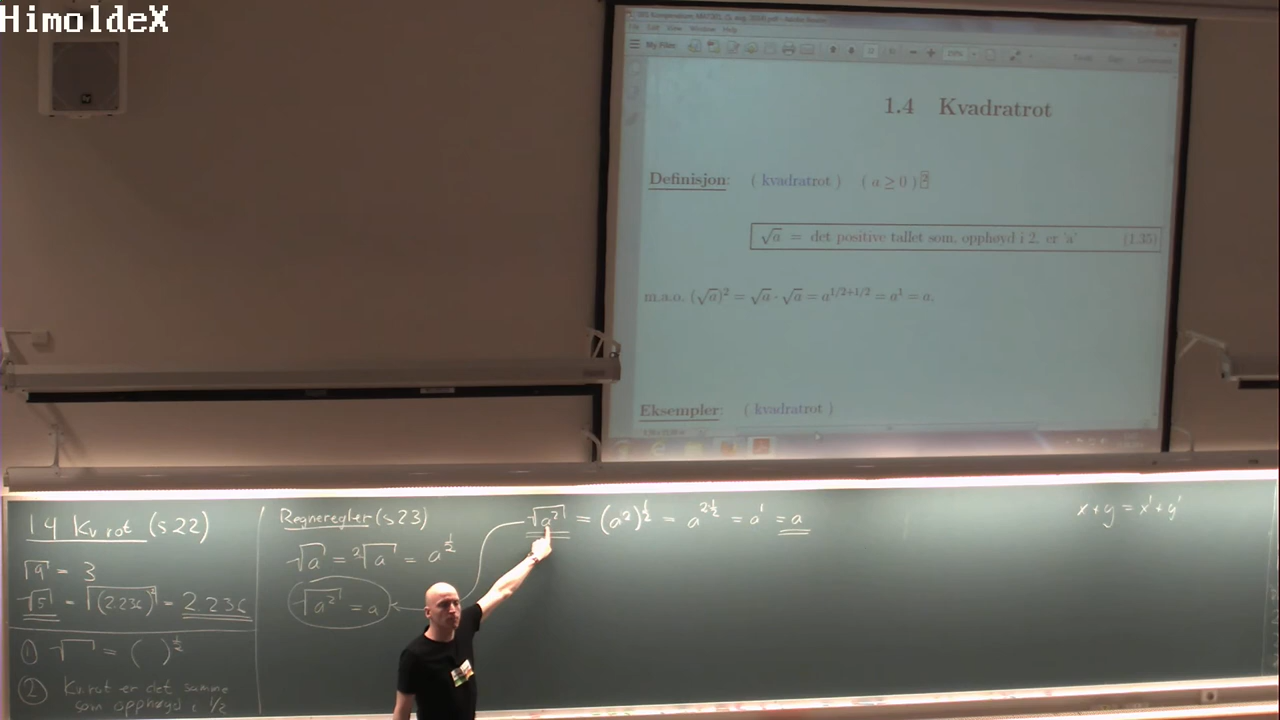 HimoldeX
My Film
1.4 Kvadratrot
Definisjon: ( kvadratrot ) ( a ≥ 0 )
√a = det positive tallet som, opphøyd i 2, er 'a' (1.35)
m.a.o. (√a)² = √a · √a = a^{1/2+1/2} = a¹ = a.
Eksempler: ( kvadratrot )
1.4 Kv.rot (s 22)
√9 = 3
√5 = √(2.236)² = 2.236
① √ = ( )^½
② Kv.rot er det samme
som opphøyd i 1/2
Regneregler (s 23)
√a = ²√a = a^½
√a² = a
√a² = (a²)^½ = a^{2·½} = a¹ = a
x+y = x¹+y¹